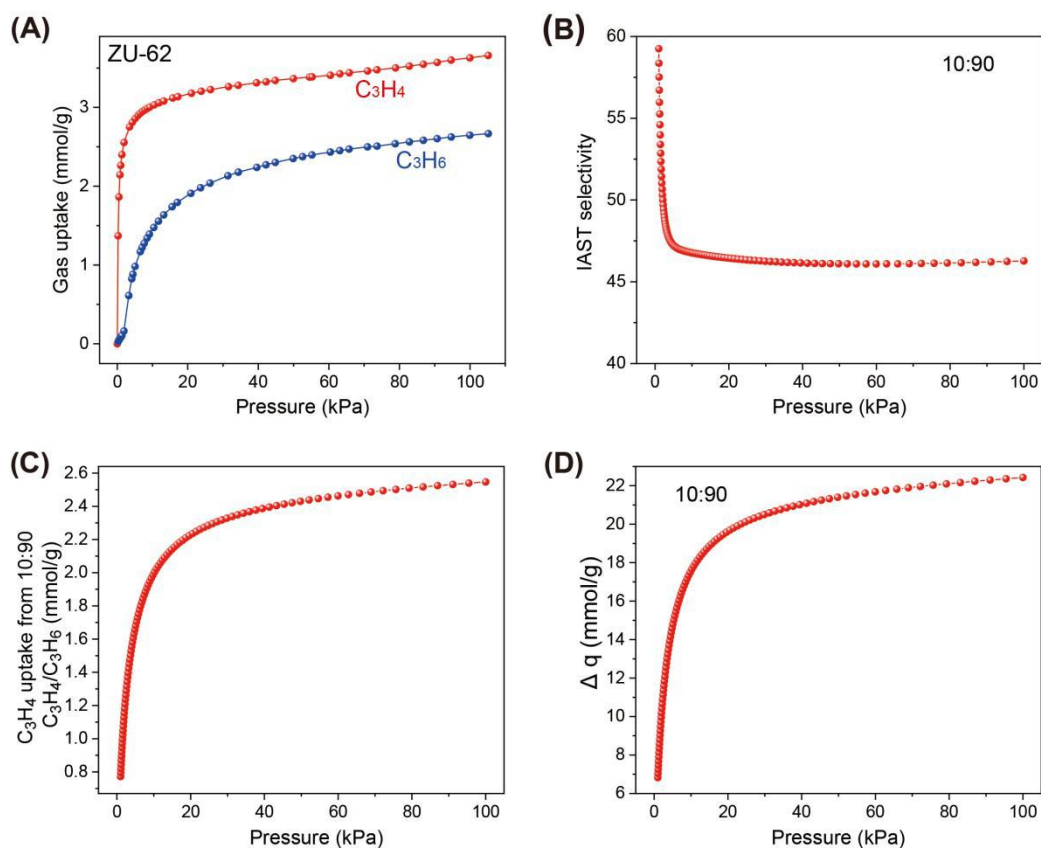 (A)
ZU-62
C₃H₄
C₃H₆
Gas uptake (mmol/g)
3
2
1
0
0 20 40 60 80 100
Pressure (kPa)
(B)
10:90
IAST selectivity
60
55
50
45
40
0 20 40 60 80 100
Pressure (kPa)
(C)
C₃H₄ uptake from 10:90
C₃H₄/C₃H₆ (mmol/g)
2.6
2.4
2.2
2.0
1.8
1.6
1.4
1.2
1.0
0.8
0 20 40 60 80 100
Pressure (kPa)
(D)
10:90
Δ q (mmol/g)
22
20
18
16
14
12
10
8
6
0 20 40 60 80 100
Pressure (kPa)